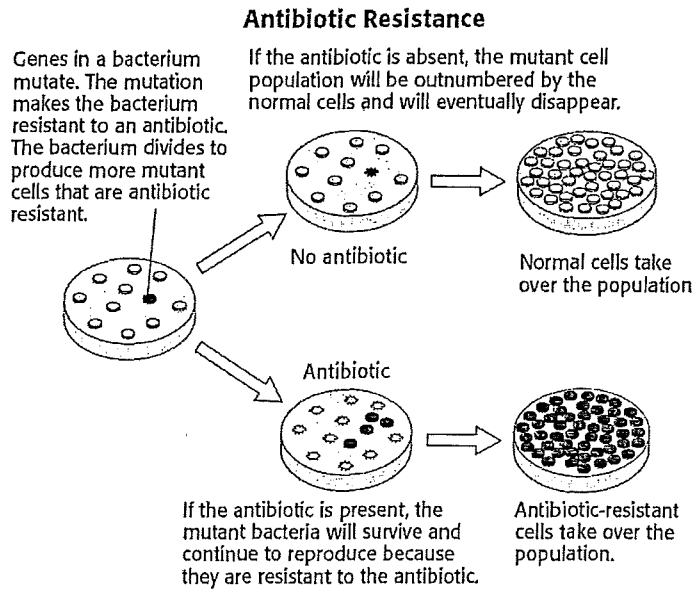 Antibiotic Resistance
Genes in a bacterium
mutate. The mutation
makes the bacterium
resistant to an antibiotic.
The bacterium divides to
produce more mutant
cells that are antibiotic
resistant.
If the antibiotic is absent, the mutant cell
population will be outnumbered by the
normal cells and will eventually disappear.
No antibiotic
Normal cells take
over the population
Antibiotic
If the antibiotic is present, the
mutant bacteria will survive and
continue to reproduce because
they are resistant to the antibiotic.
Antibiotic-resistant
cells take over the
population.